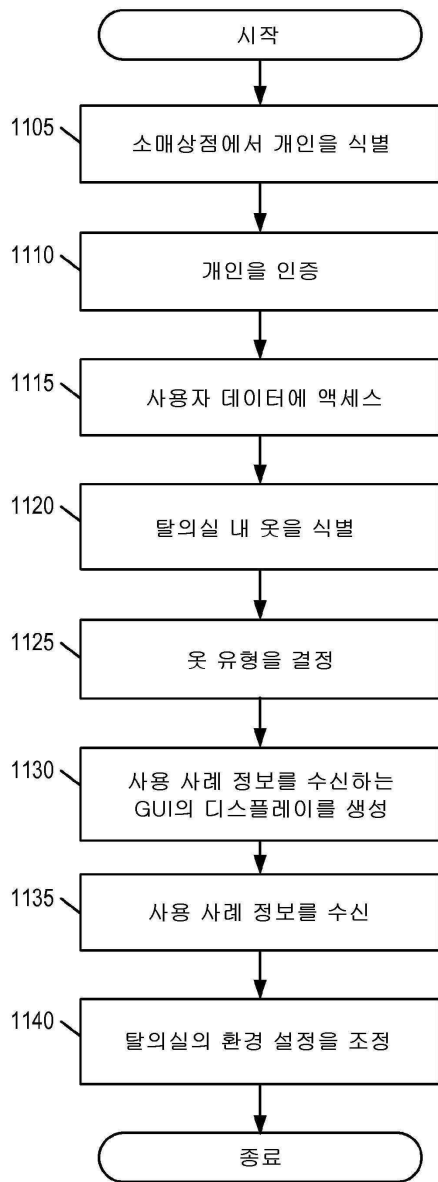 시작
1105
소매상점에서 개인을 식별
1110
개인을 인증
1115
사용자 데이터에 액세스
1120
탈의실 내 옷을 식별
1125
옷 유형을 결정
1130
사용 사례 정보를 수신하는
GUI의 디스플레이를 생성
1135
사용 사례 정보를 수신
1140
탈의실의 환경 설정을 조정
종료